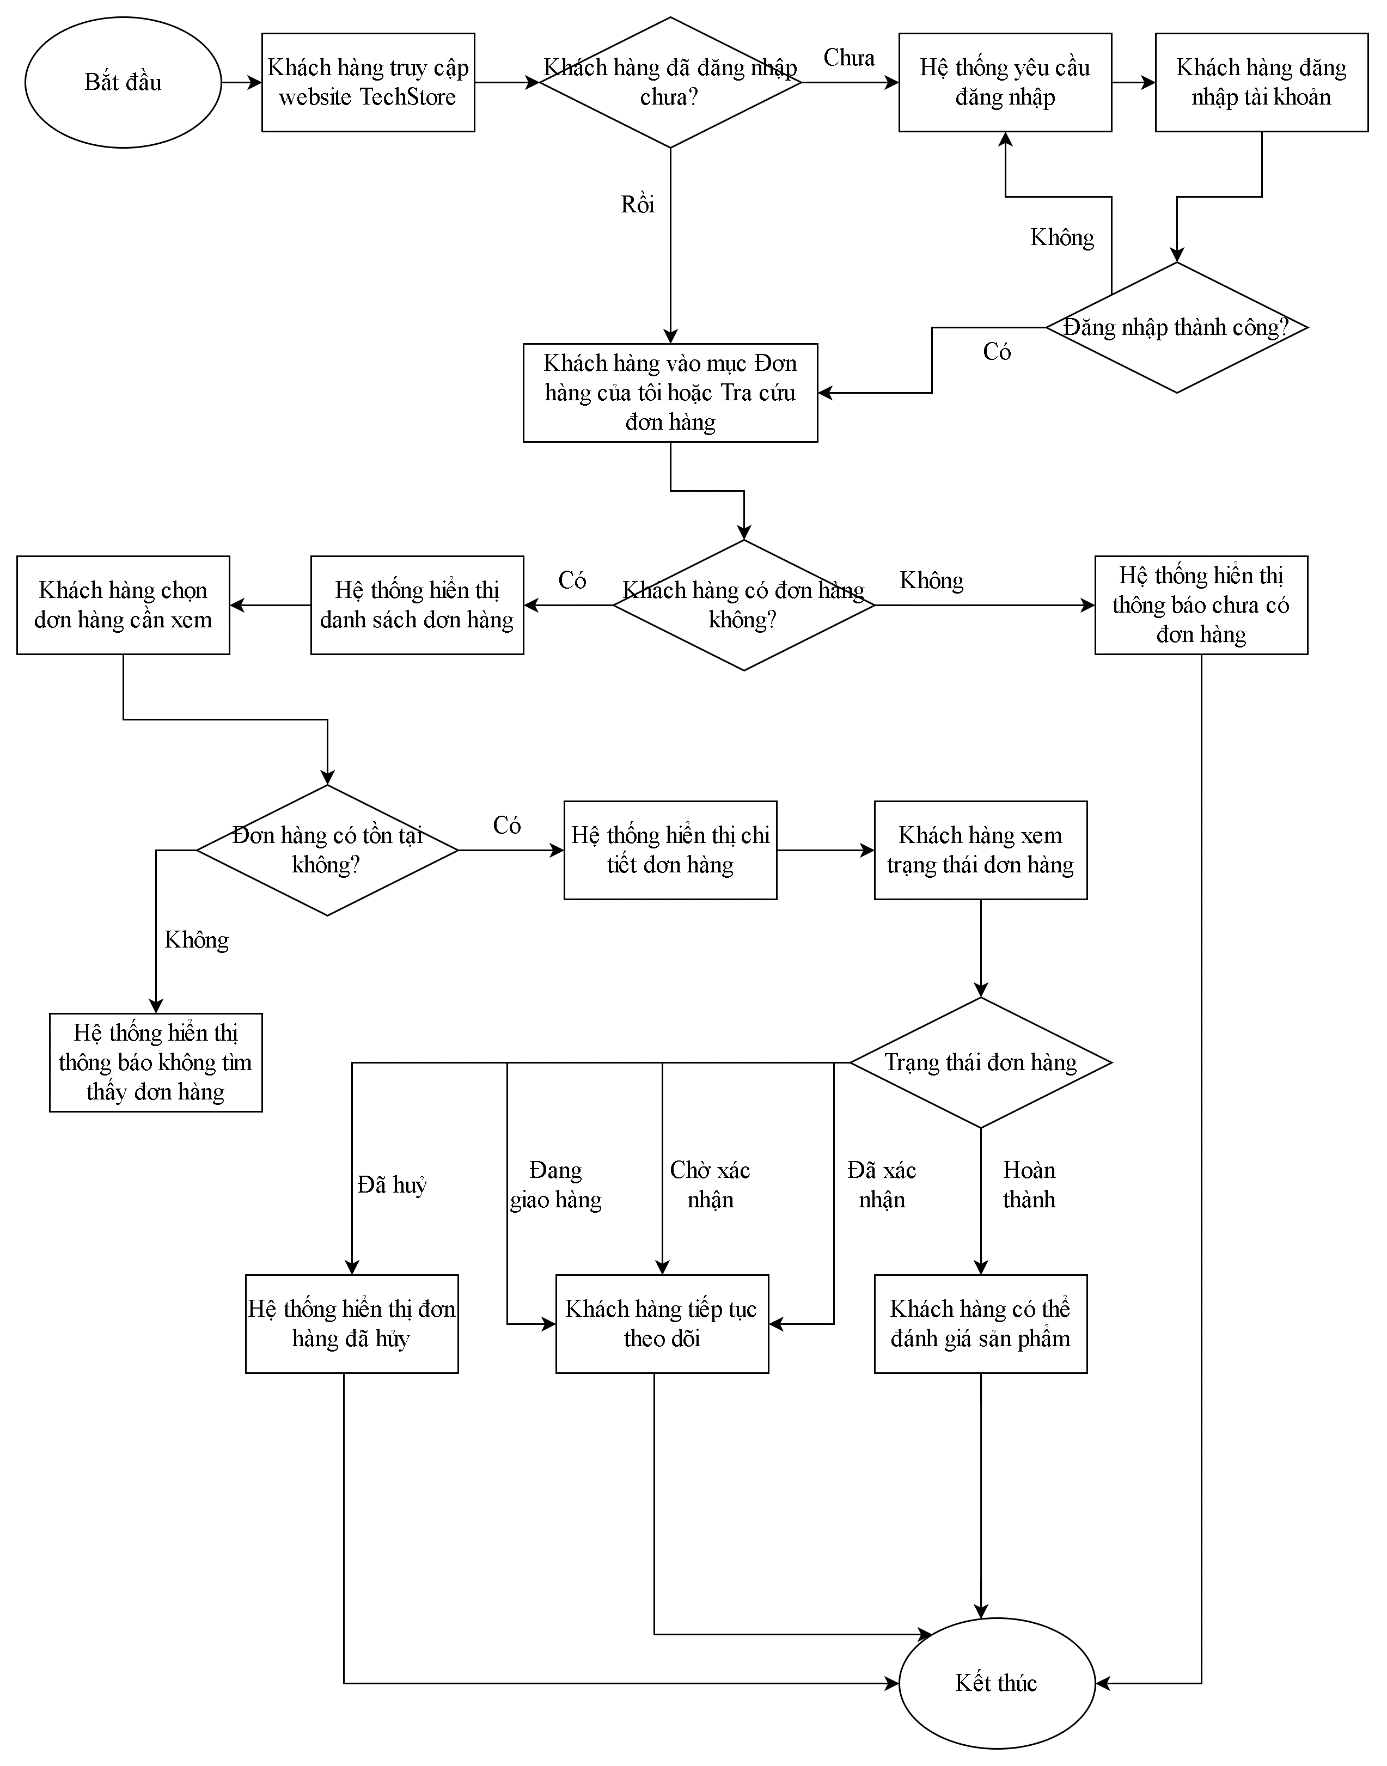 Bắt đầu
Khách hàng truy cập
website TechStore
Khách hàng đã đăng nhập
chưa?
Chưa
Hệ thống yêu cầu
đăng nhập
Khách hàng đăng
nhập tài khoản
Rồi
Không
Đăng nhập thành công?
Có
Khách hàng vào mục Đơn
hàng của tôi hoặc Tra cứu
đơn hàng
Khách hàng chọn
đơn hàng cần xem
Hệ thống hiển thị
danh sách đơn hàng
Có
Khách hàng có đơn hàng
không?
Không
Hệ thống hiển thị
thông báo chưa có
đơn hàng
Đơn hàng có tồn tại
không?
Có
Hệ thống hiển thị chi
tiết đơn hàng
Khách hàng xem
trạng thái đơn hàng
Không
Hệ thống hiển thị
thông báo không tìm
thấy đơn hàng
Trạng thái đơn hàng
Đã huỷ
Đang
giao hàng
Chờ xác
nhận
Đã xác
nhận
Hoàn
thành
Hệ thống hiển thị đơn
hàng đã hủy
Khách hàng tiếp tục
theo dõi
Khách hàng có thể
đánh giá sản phẩm
Kết thúc